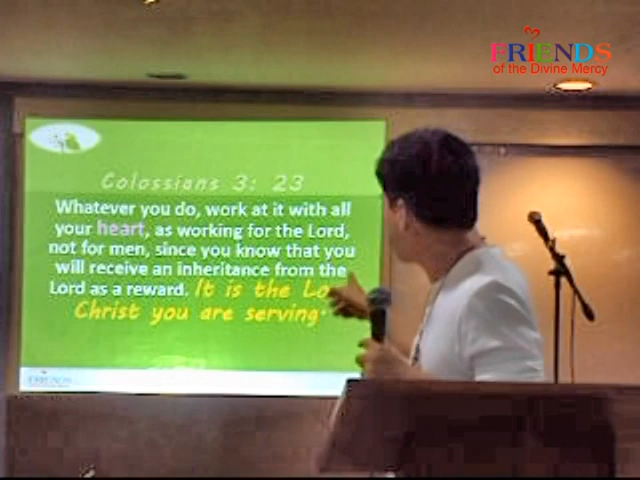 FRIENDS
of the Divine Mercy
Colossians 3: 23
Whatever you do, work at it with all
your heart, as working for the Lord,
not for men, since you know that you
will receive an inheritance from the
Lord as a reward. It is the Lo
Christ you are serving.
FRIENDS